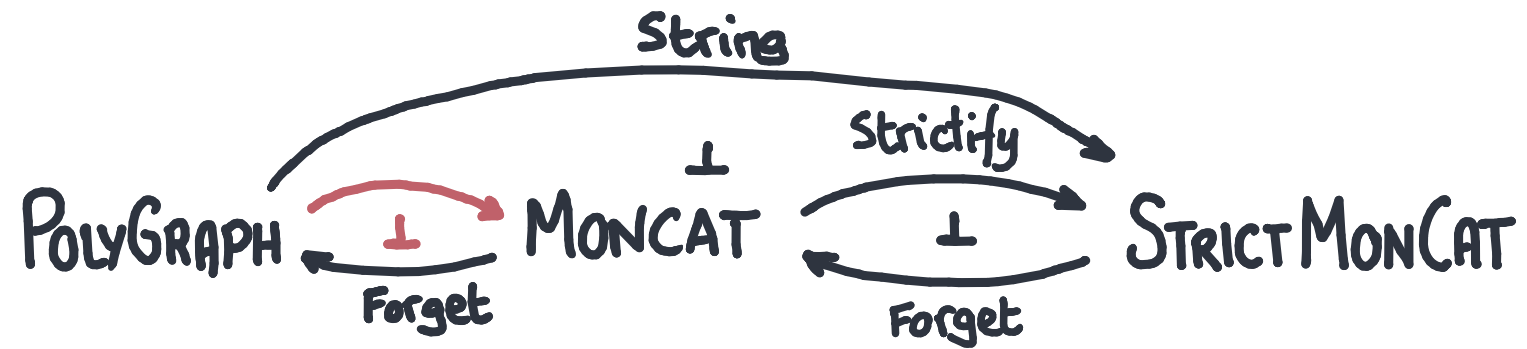 String
Strictify
⊥
PolyGraph ⊥ MonCat ⊥ StrictMonCat
Forget Forget